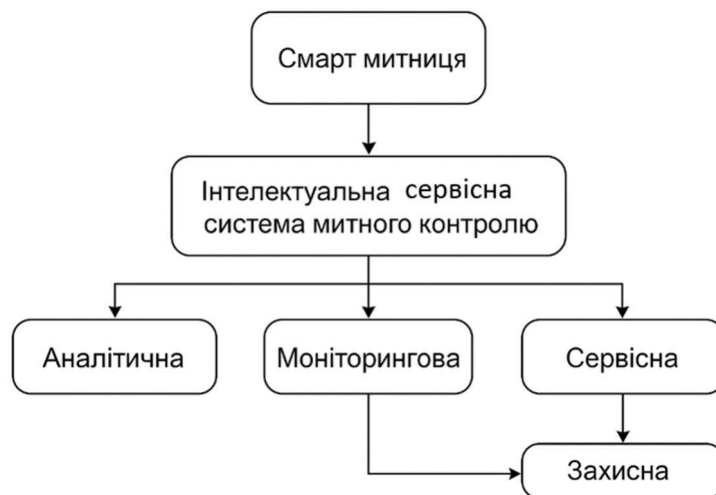 Смарт митниця
Інтелектуальна сервісна
система митного контролю
Аналітична
Моніторингова
Сервісна
Захисна